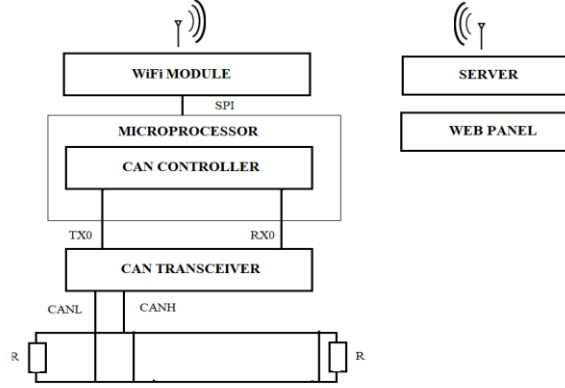 WiFi MODULE
SERVER
SPI
MICROPROCESSOR
WEB PANEL
CAN CONTROLLER
TX0
RX0
CAN TRANSCEIVER
CANL
CANH
R
R